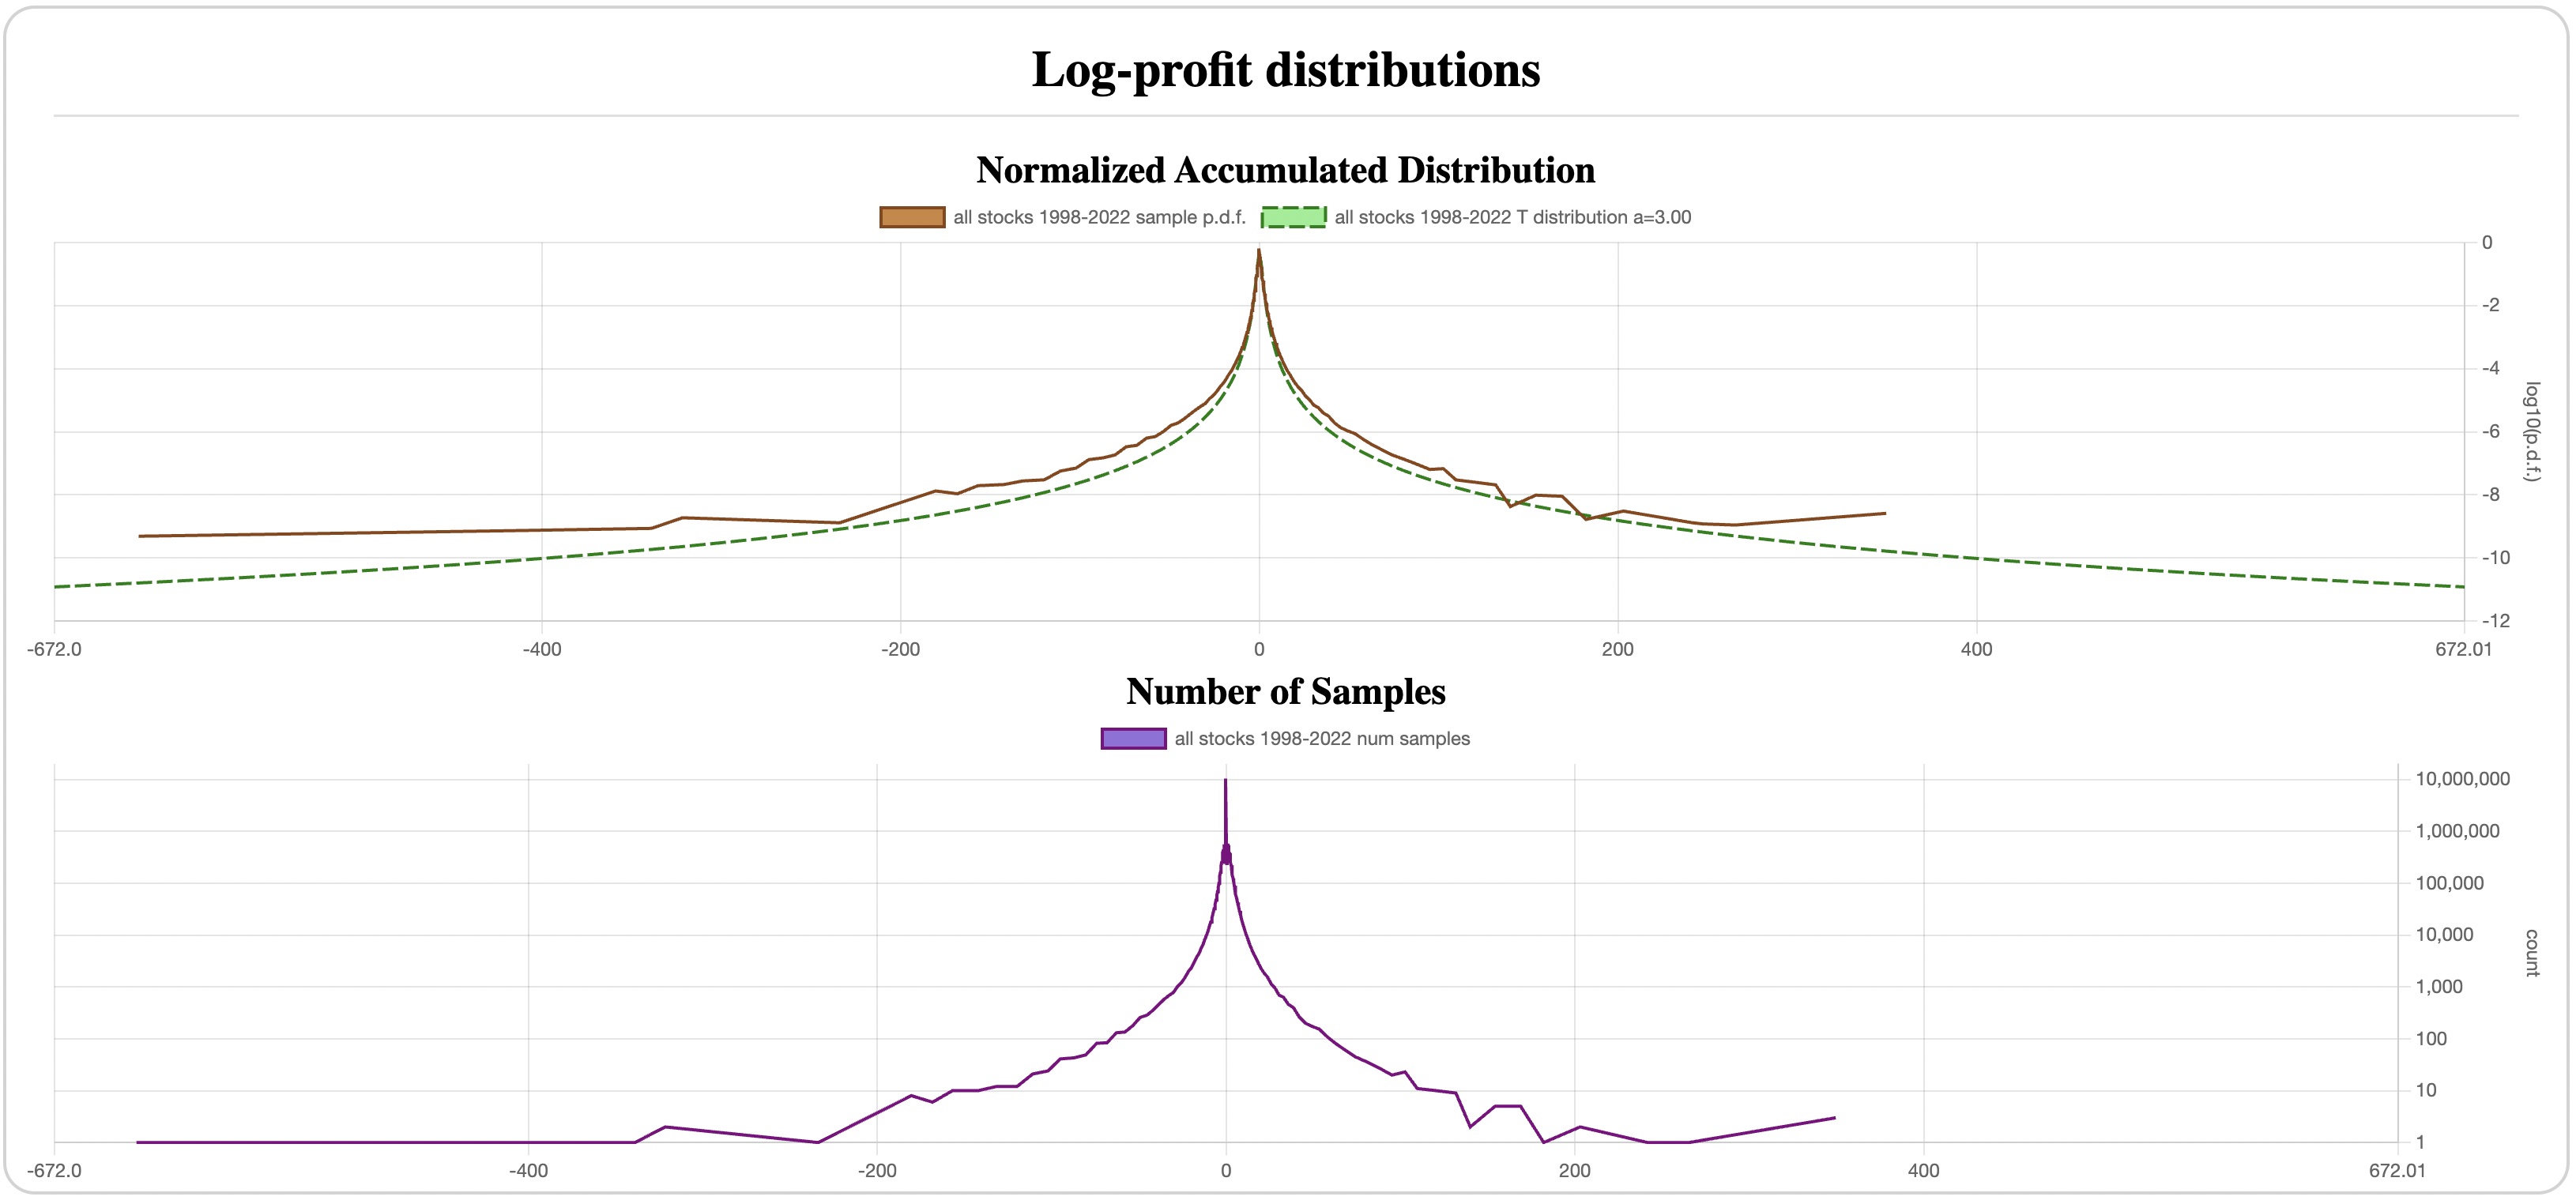 Log-profit distributions
Normalized Accumulated Distribution
all stocks 1998-2022 sample p.d.f. all stocks 1998-2022 T distribution a=3.00
0
-2
-4
-6
-8
-10
-12
log10(p.d.f.)
-672.0 -400 -200 0 200 400 672.01
Number of Samples
all stocks 1998-2022 num samples
10,000,000
1,000,000
100,000
10,000
1,000
100
10
1
count
-672.0 -400 -200 0 200 400 672.01